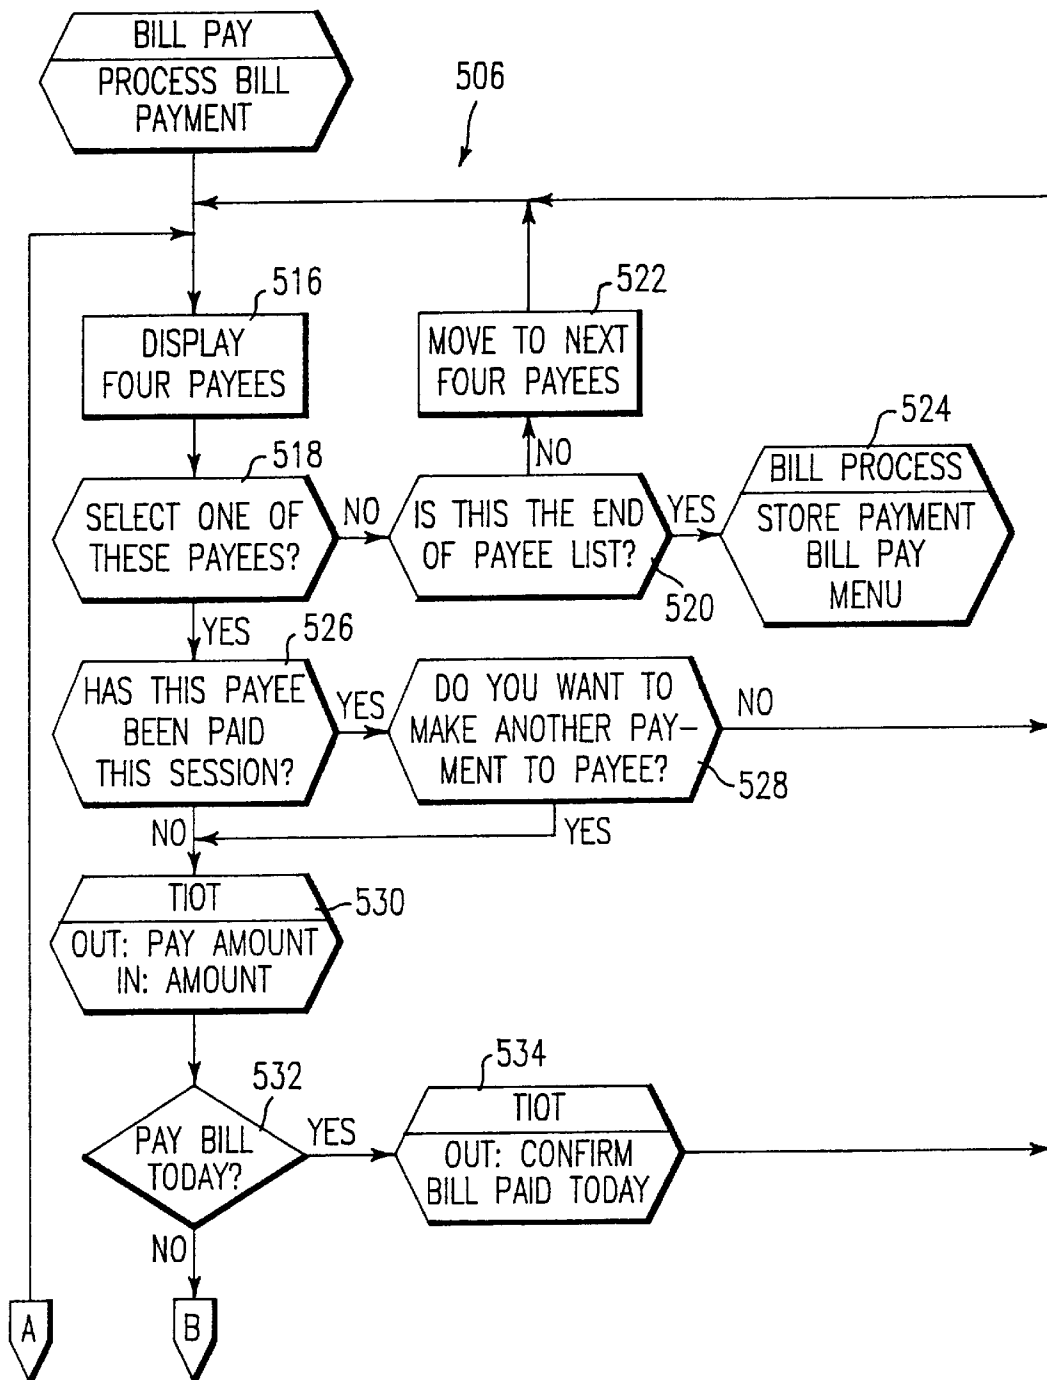 BILL PAY
PROCESS BILL
PAYMENT
506
516
DISPLAY
FOUR PAYEES
522
MOVE TO NEXT
FOUR PAYEES
518
SELECT ONE OF
THESE PAYEES?
NO
NO
IS THIS THE END
OF PAYEE LIST?
520
YES
524
BILL PROCESS
STORE PAYMENT
BILL PAY
MENU
YES
526
HAS THIS PAYEE
BEEN PAID
THIS SESSION?
YES
DO YOU WANT TO
MAKE ANOTHER PAY-
MENT TO PAYEE?
528
NO
NO
YES
TIOT
530
OUT: PAY AMOUNT
IN: AMOUNT
532
PAY BILL
TODAY?
YES
534
TIOT
OUT: CONFIRM
BILL PAID TODAY
NO
A
B